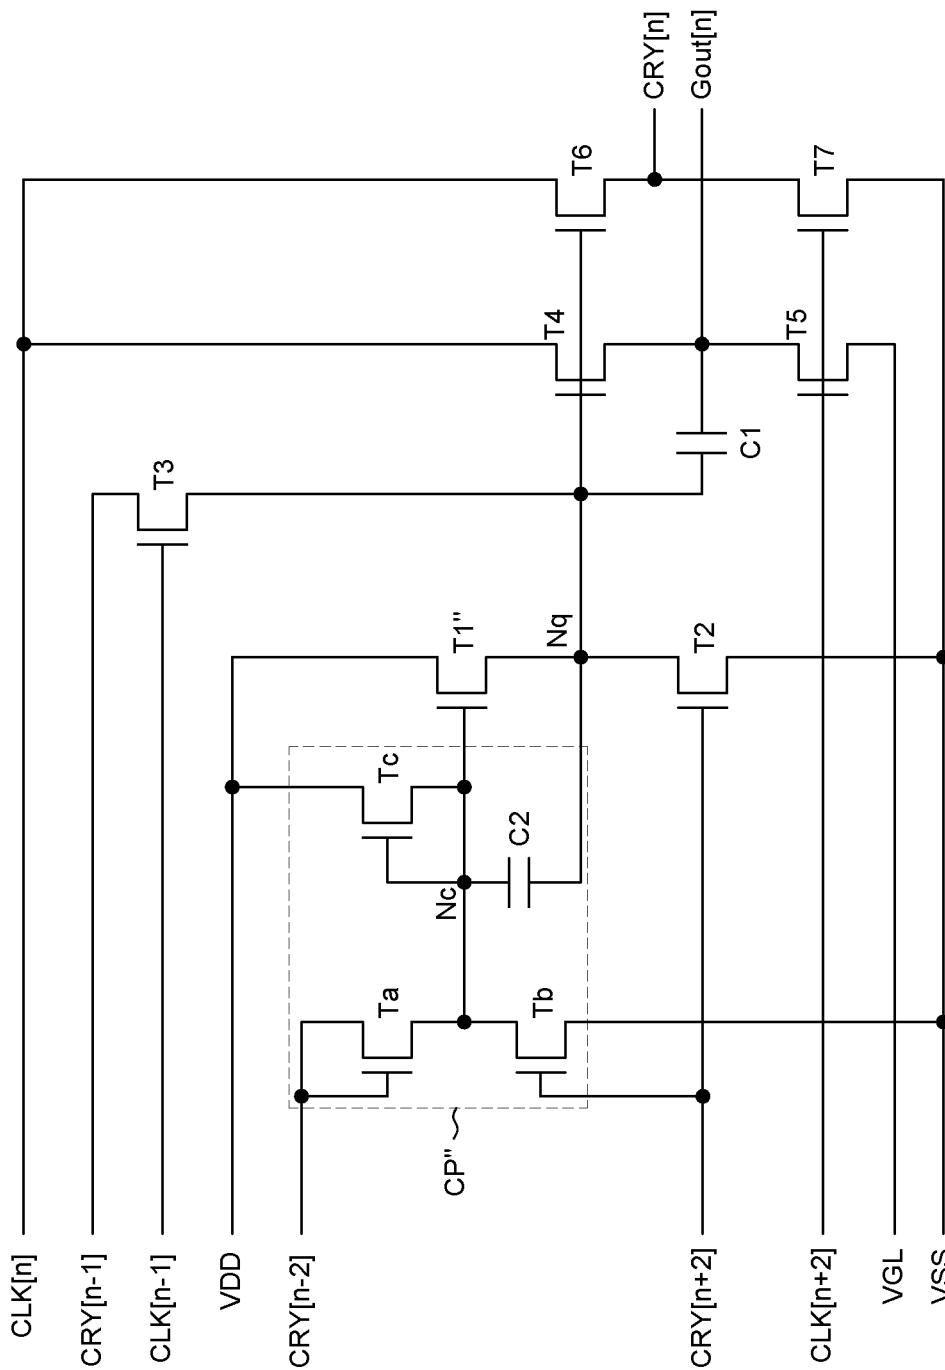 CLK[n]
CRY[n-1]
CLK[n-1]
VDD
CRY[n-2]
CRY[n+2]
CLK[n+2]
VGL
VSS
CP"
Ta
Tb
Nc
Tc
C2
T1"
Nq
T2
T3
C1
T4
T5
T6
T7
CRY[n]
Gout[n]